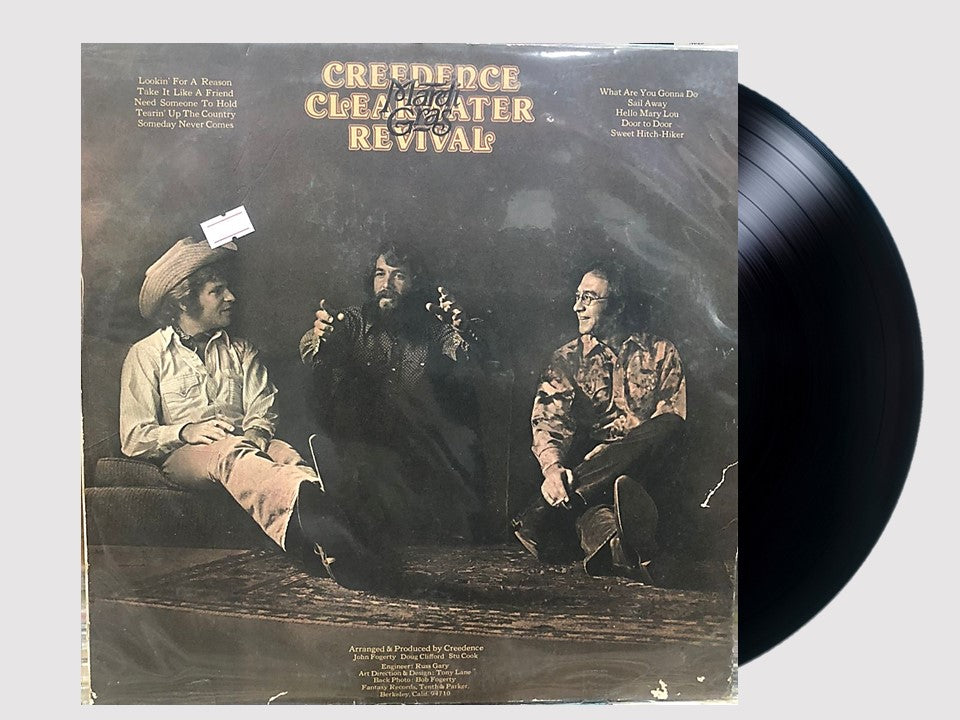 Lookin' For A Reason
Take It Like A Friend
Need Someone To Hold
Tearin' Up The Country
Someday Never Comes
CREEDENCE
CLEARWATER
REVIVAL
Mardi
Gras
What Are You Gonna Do
Sail Away
Hello Mary Lou
Door to Door
Sweet Hitch-Hiker
Arranged & Produced by Creedence
John Fogerty Doug Clifford Stu Cook
Engineer: Russ Gary
Art Direction & Design: Tony Lane
Back Photo: Bob Fogerty
Fantasy Records, Tenth & Parker,
Berkeley, Calif. 94710